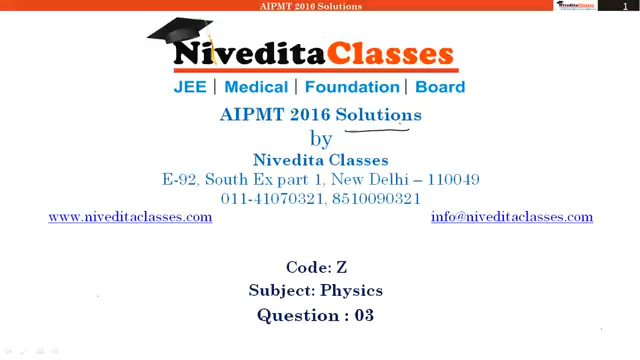 AIPMT 2016 Solutions
1
NiveditaClasses
JEE | Medical | Foundation | Board
AIPMT 2016 Solutions
by
Nivedita Classes
E-92, South Ex part 1, New Delhi – 110049
011-41070321, 8510090321
www.niveditaclasses.com info@niveditaclasses.com
Code: Z
Subject: Physics
Question : 03